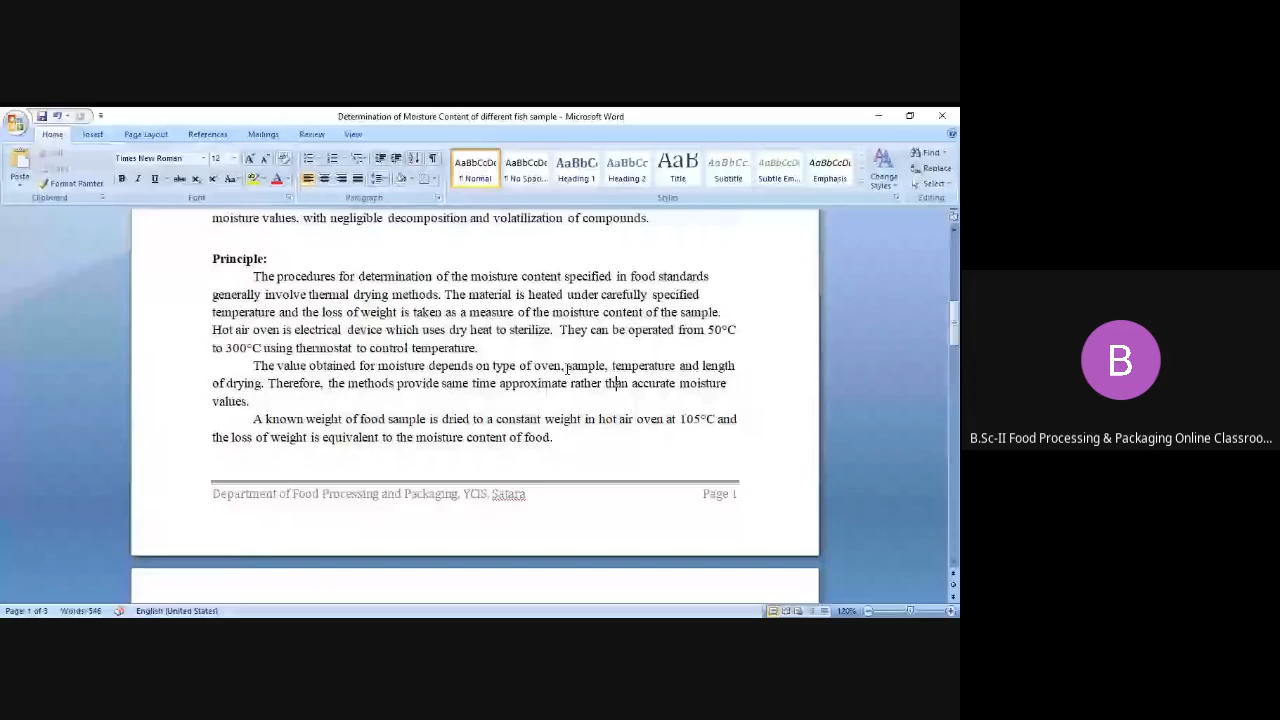 Determination of Moisture Content of different fish sample - Microsoft Word
Home Insert Page Layout References Mailings Review View
Paste
Format Painter
Clipboard
Times New Roman 12
Font
Paragraph
AaBbCcDc AaBbCcDc AaBbC AaBbCc AaB AaBbCc. AaBbCcDt AaBbCcDt
¶ Normal ¶ No Spaci... Heading 1 Heading 2 Title Subtitle Subtle Em... Emphasis
Styles
Change Styles
Find
Replace
Select
Editing
moisture values. with negligible decomposition and volatilization of compounds.
Principle:
The procedures for determination of the moisture content specified in food standards
generally involve thermal drying methods. The material is heated under carefully specified
temperature and the loss of weight is taken as a measure of the moisture content of the sample.
Hot air oven is electrical device which uses dry heat to sterilize. They can be operated from 50°C
to 300°C using thermostat to control temperature.
The value obtained for moisture depends on type of oven, sample, temperature and length
of drying. Therefore, the methods provide same time approximate rather than accurate moisture
values.
A known weight of food sample is dried to a constant weight in hot air oven at 105°C and
the loss of weight is equivalent to the moisture content of food.
Department of Food Processing and Packaging, YCIS, Satara Page 1
Page: 1 of 3 Words: 546 English (United States) 120%
B
B.Sc-II Food Processing & Packaging Online Classroo...